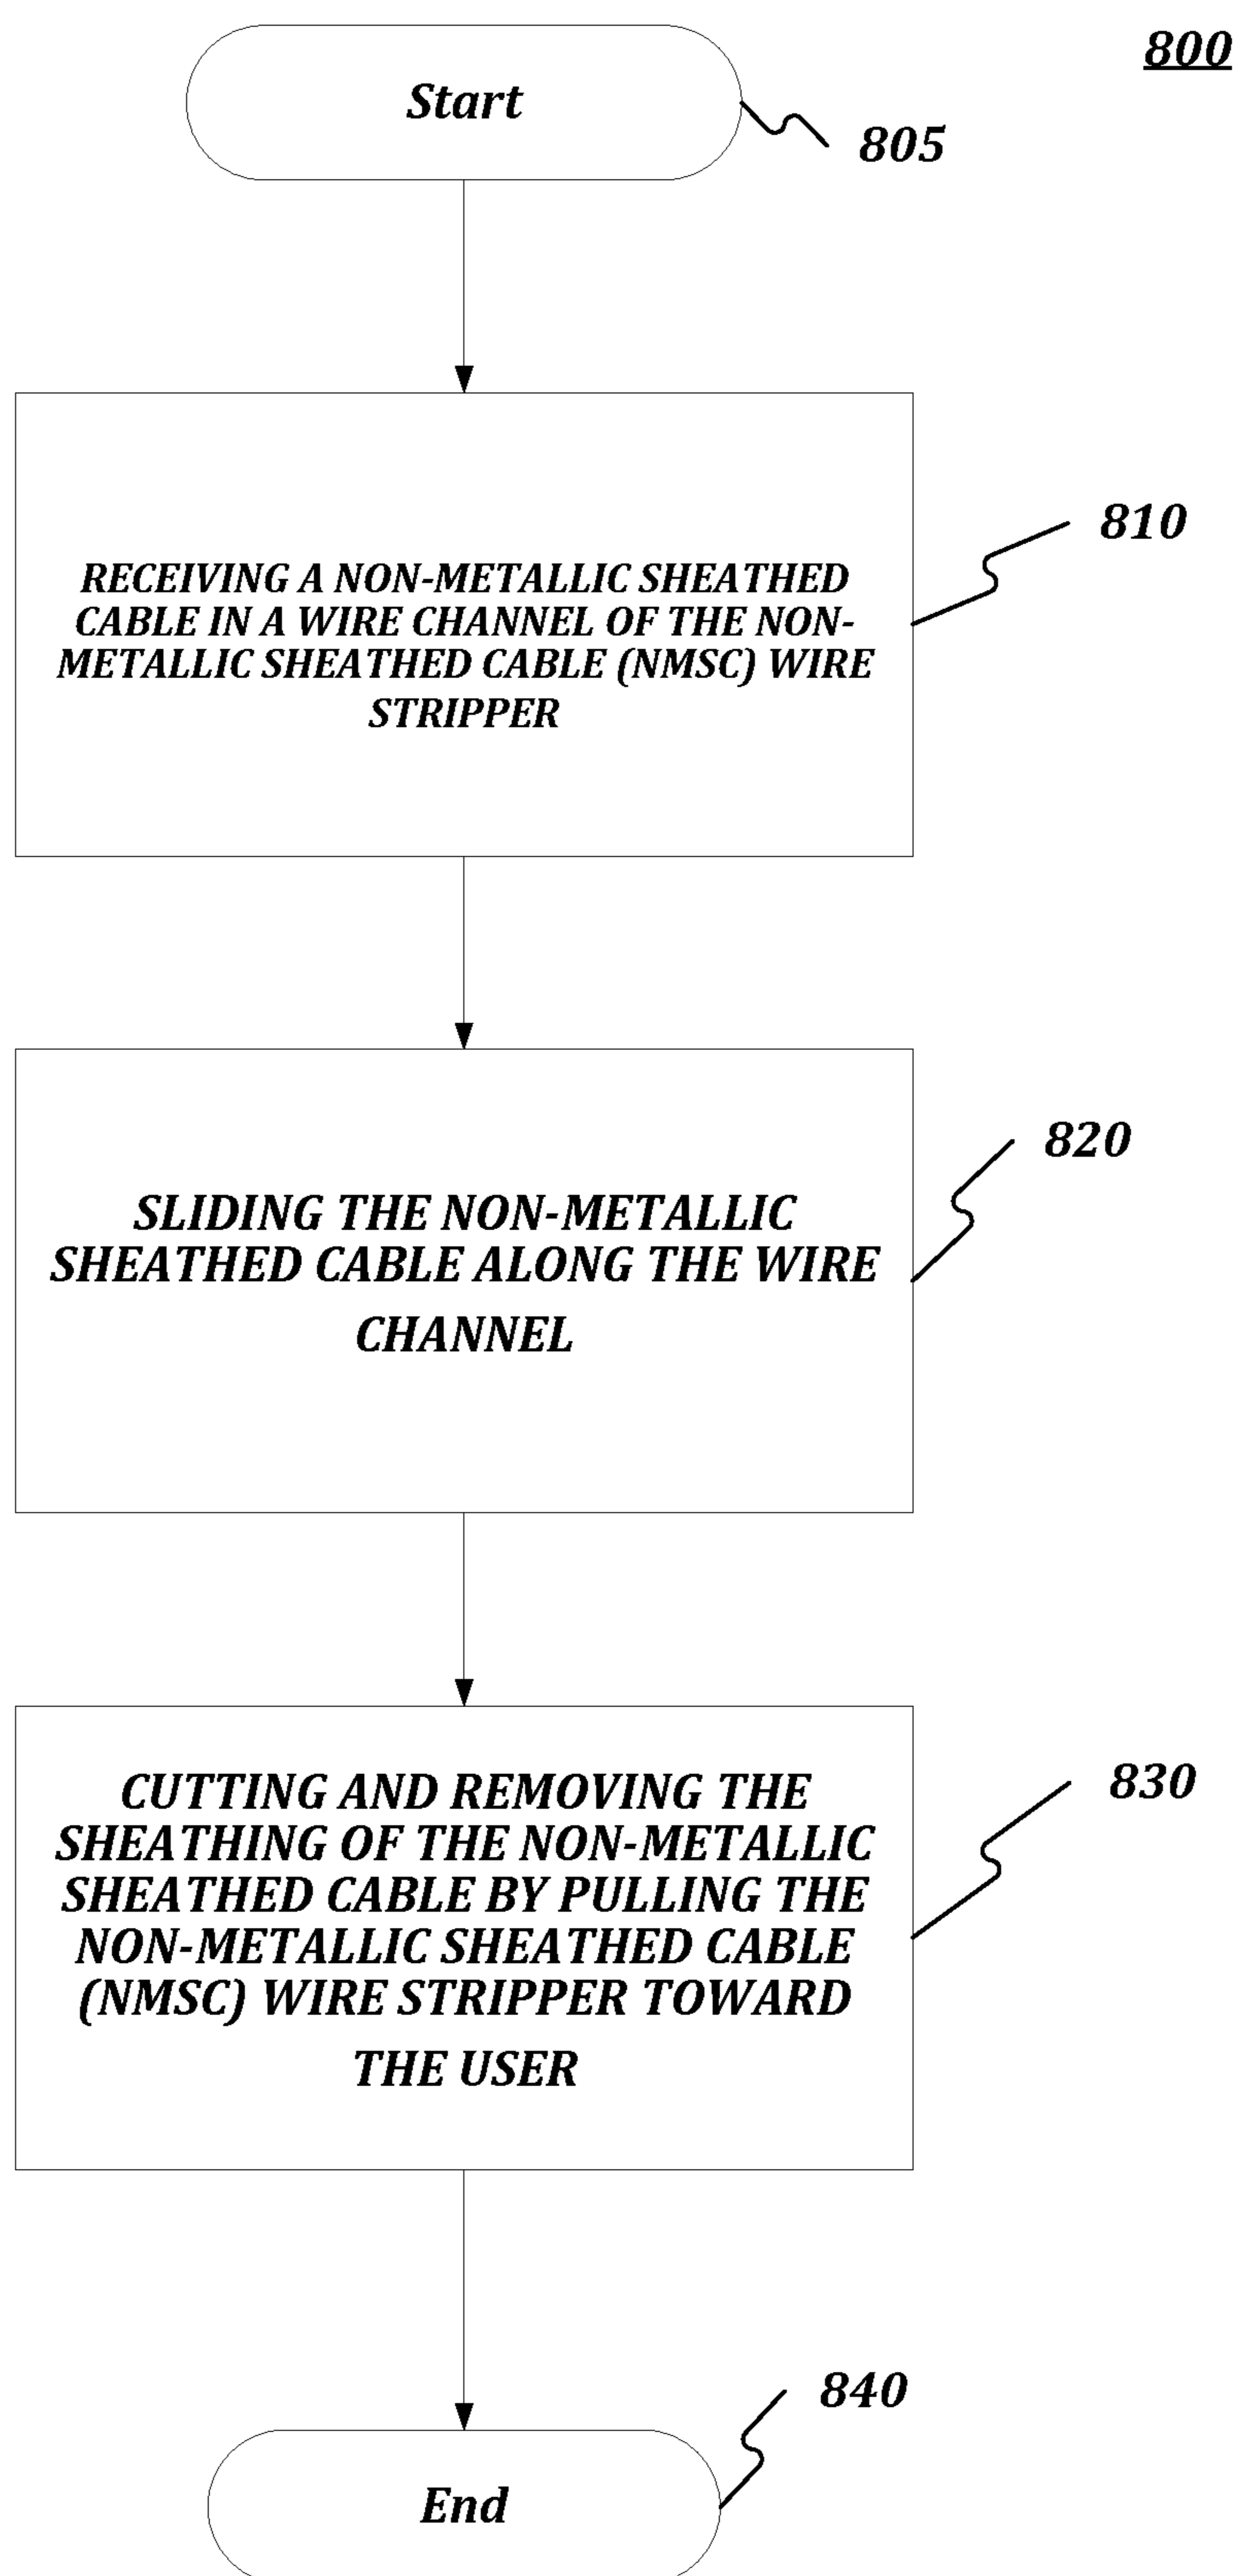 800
Start
805
RECEIVING A NON-METALLIC SHEATHED
CABLE IN A WIRE CHANNEL OF THE NON-
METALLIC SHEATHED CABLE (NMSC) WIRE
STRIPPER
810
SLIDING THE NON-METALLIC
SHEATHED CABLE ALONG THE WIRE
CHANNEL
820
CUTTING AND REMOVING THE
SHEATHING OF THE NON-METALLIC
SHEATHED CABLE BY PULLING THE
NON-METALLIC SHEATHED CABLE
(NMSC) WIRE STRIPPER TOWARD
THE USER
830
End
840